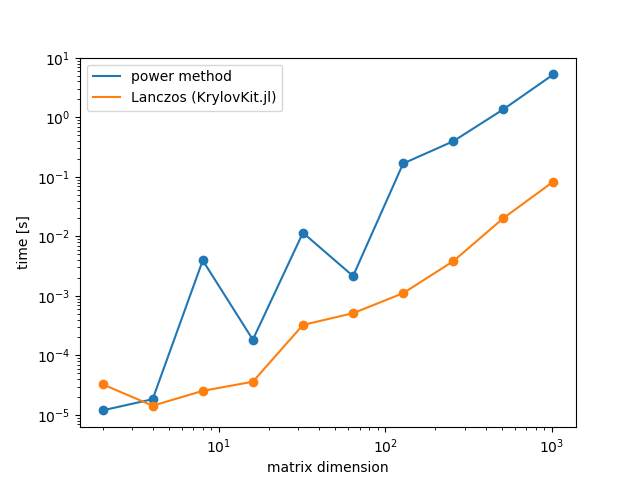 power method
Lanczos (KrylovKit.jl)
time [s]
10¹
10⁰
10⁻¹
10⁻²
10⁻³
10⁻⁴
10⁻⁵
10¹ 10² 10³
matrix dimension